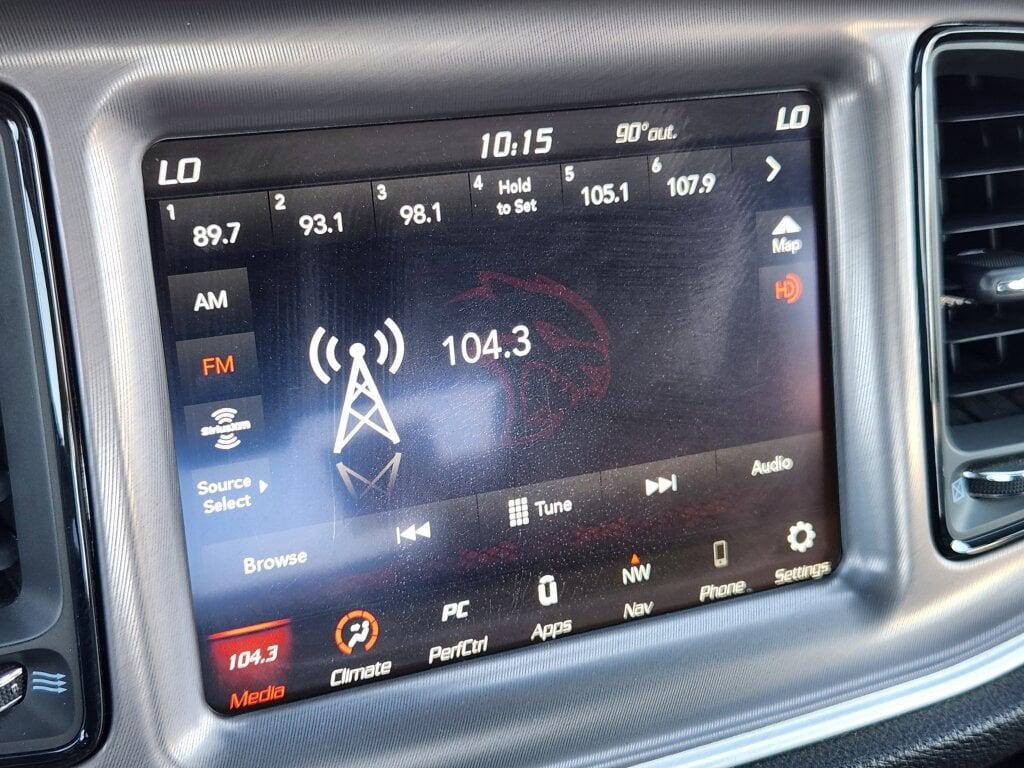 LO 10:15 90°out. LO
1 89.7 2 93.1 3 98.1 4 Hold to Set 5 105.1 6 107.9
Map
AM
HD
FM
104.3
SiriusXM
Source
Select
Browse
Tune
Audio
104.3
Media
Climate
PC
PerfCtrl
Apps
NW
Nav
Phone
Settings